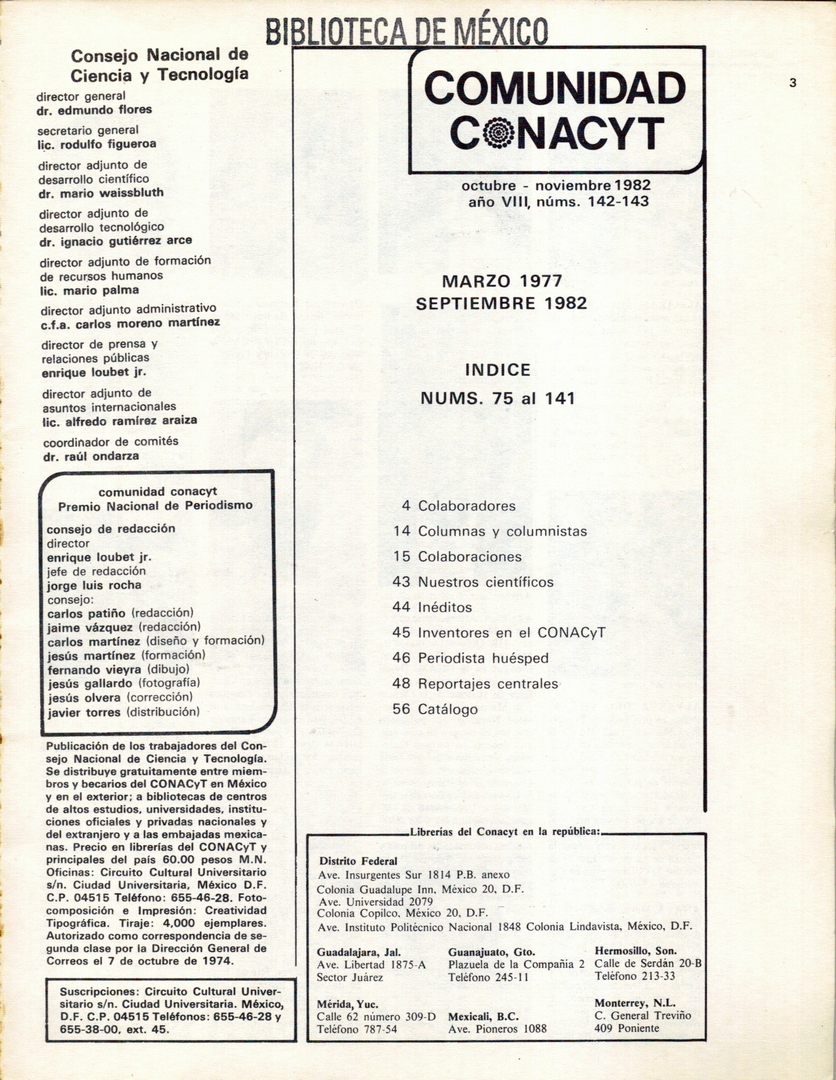 BIBLIOTECA DE MÉXICO
Consejo Nacional de
Ciencia y Tecnología
director general
dr. edmundo flores
secretario general
lic. rodulfo figueroa
director adjunto de
desarrollo científico
dr. mario waissbluth
director adjunto de
desarrollo tecnológico
dr. ignacio gutiérrez arce
director adjunto de formación
de recursos humanos
lic. mario palma
director adjunto administrativo
c.f.a. carlos moreno martínez
director de prensa y
relaciones públicas
enrique loubet jr.
director adjunto de
asuntos internacionales
lic. alfredo ramírez araiza
coordinador de comités
dr. raúl ondarza
comunidad conacyt
Premio Nacional de Periodismo
consejo de redacción
director
enrique loubet jr.
jefe de redacción
jorge luis rocha
consejo:
carlos patiño (redacción)
jaime vázquez (redacción)
carlos martínez (diseño y formación)
jesús martínez (formación)
fernando vieyra (dibujo)
jesús gallardo (fotografía)
jesús olvera (corrección)
javier torres (distribución)
Publicación de los trabajadores del Con-
sejo Nacional de Ciencia y Tecnología.
Se distribuye gratuitamente entre miem-
bros y becarios del CONACyT en México
y en el exterior; a bibliotecas de centros
de altos estudios, universidades, institu-
ciones oficiales y privadas nacionales y
del extranjero y a las embajadas mexica-
nas. Precio en librerías del CONACyT y
principales del país 60.00 pesos M.N.
Oficinas: Circuito Cultural Universitario
s/n. Ciudad Universitaria, México D.F.
C.P. 04515 Teléfono: 655-46-28. Foto-
composición e Impresión: Creatividad
Tipográfica. Tiraje: 4,000 ejemplares.
Autorizado como correspondencia de se-
gunda clase por la Dirección General de
Correos el 7 de octubre de 1974.
Suscripciones: Circuito Cultural Univer-
sitario s/n. Ciudad Universitaria. México,
D.F. C.P. 04515 Teléfonos: 655-46-28 y
655-38-00, ext. 45.
COMUNIDAD
CONACYT
3
octubre - noviembre 1982
año VIII, núms. 142-143
MARZO 1977
SEPTIEMBRE 1982
INDICE
NUMS. 75 al 141
4 Colaboradores
14 Columnas y columnistas
15 Colaboraciones
43 Nuestros científicos
44 Inéditos
45 Inventores en el CONACyT
46 Periodista huésped
48 Reportajes centrales
56 Catálogo
Librerías del Conacyt en la república:
Distrito Federal
Ave. Insurgentes Sur 1814 P.B. anexo
Colonia Guadalupe Inn, México 20, D.F.
Ave. Universidad 2079
Colonia Copilco, México 20, D.F.
Ave. Instituto Politécnico Nacional 1848 Colonia Lindavista, México, D.F.
Guadalajara, Jal.
Ave. Libertad 1875-A
Sector Juárez
Guanajuato, Gto.
Plazuela de la Compañia 2
Teléfono 245-11
Hermosillo, Son.
Calle de Serdán 20-B
Teléfono 213-33
Mérida, Yuc.
Calle 62 número 309-D
Teléfono 787-54
Mexicali, B.C.
Ave. Pioneros 1088
Monterrey, N.L.
C. General Treviño
409 Poniente